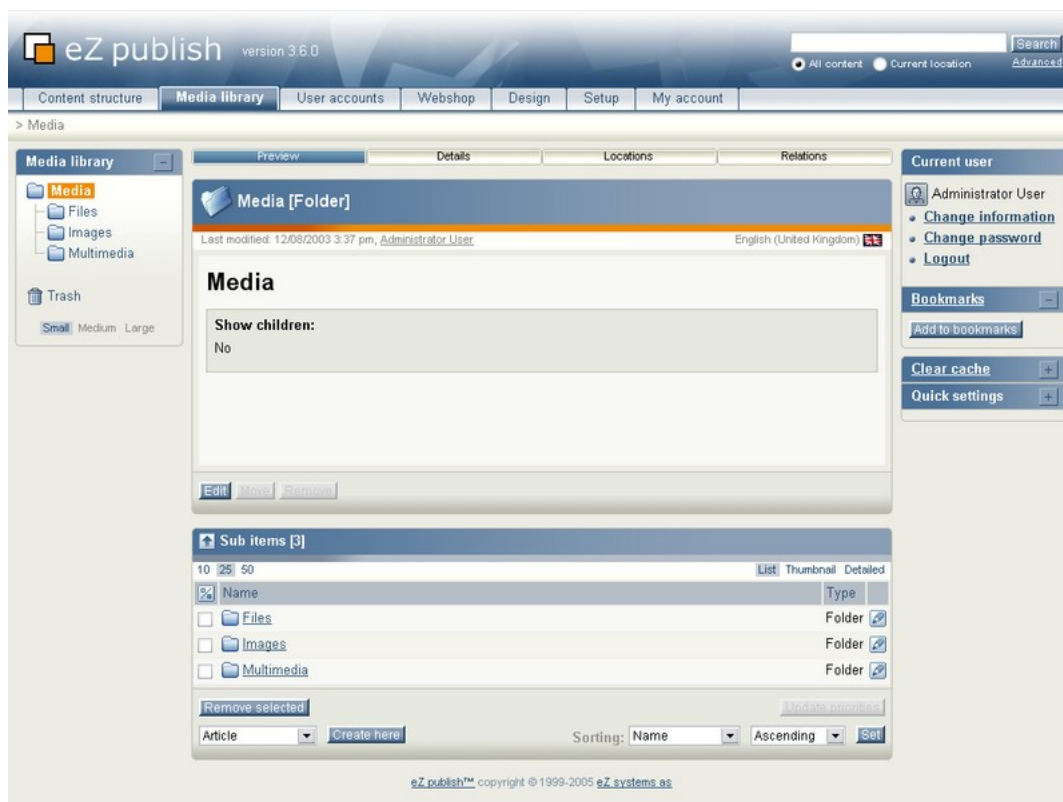 eZ publish version 3.6.0
Search
All content Current location Advanced
Content structure Media library User accounts Webshop Design Setup My account
> Media
Media library
Media
Files
Images
Multimedia
Trash
Small Medium Large
Preview Details Locations Relations
Media [Folder]
Last modified: 12/08/2003 3:37 pm, Administrator User English (United Kingdom)
Media
Show children:
No
Edit Move Remove
Sub items [3]
10 25 50 List Thumbnail Detailed
Name Type
Files Folder
Images Folder
Multimedia Folder
Remove selected Update priorities
Article Create here Sorting: Name Ascending Set
Current user
Administrator User
Change information
Change password
Logout
Bookmarks
Add to bookmarks
Clear cache
Quick settings
eZ publish™ copyright © 1999-2005 eZ systems as